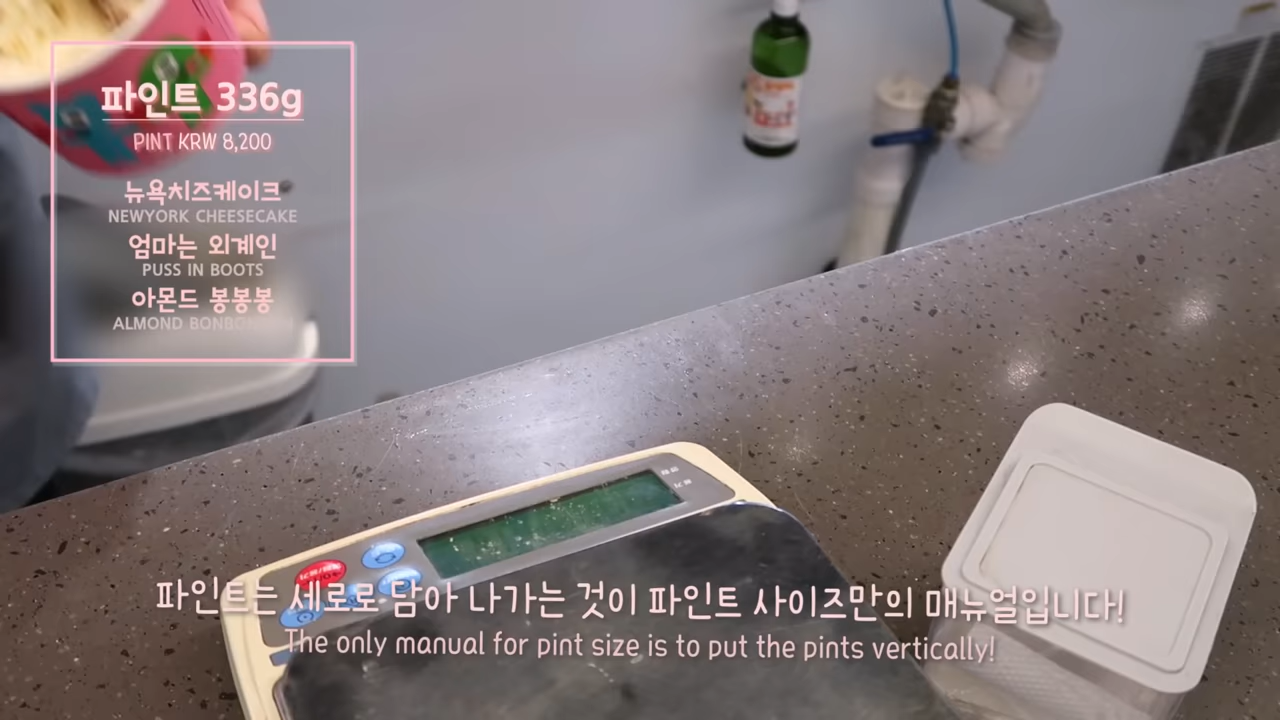 파인트 336g
PINT KRW 8,200
뉴욕치즈케이크
NEWYORK CHEESECAKE
엄마는 외계인
PUSS IN BOOTS
아몬드 봉봉봉
ALMOND
파인트는 세로로 담아 나가는 것이 파인트 사이즈만의 매뉴얼입니다!
The only manual for pint size is to put the pints vertically!